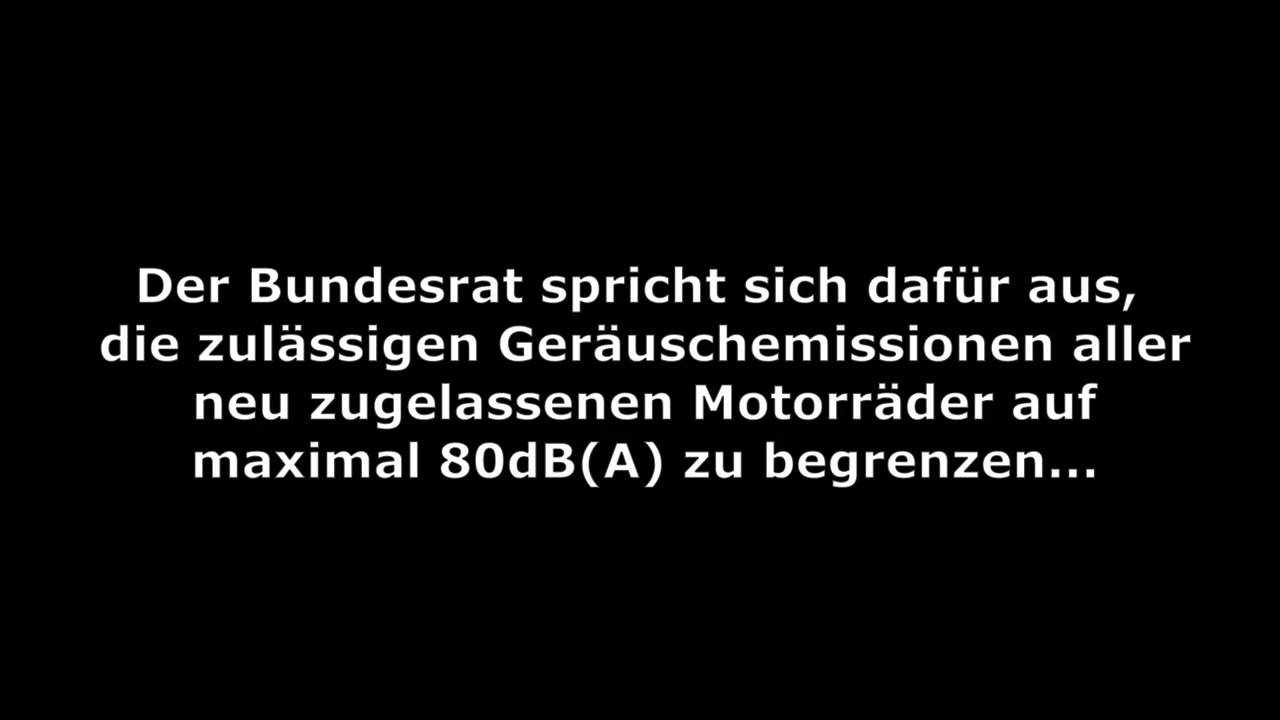 Der Bundesrat spricht sich dafür aus,
die zulässigen Geräuschemissionen aller
neu zugelassenen Motorräder auf
maximal 80dB(A) zu begrenzen...